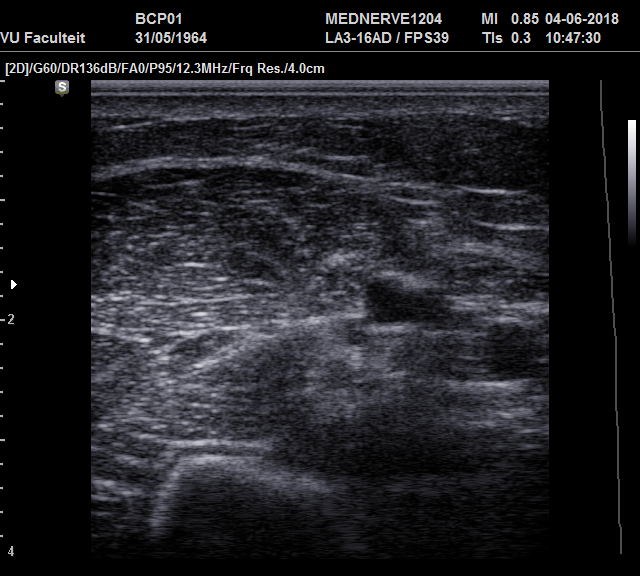 BCP01 MEDNERVE1204 MI 0.85 04-06-2018
VU Faculteit 31/05/1964 LA3-16AD / FPS39 TIs 0.3 10:47:30
[2D]/G60/DR136dB/FA0/P95/12.3MHz/Frq Res./4.0cm
S
2
4